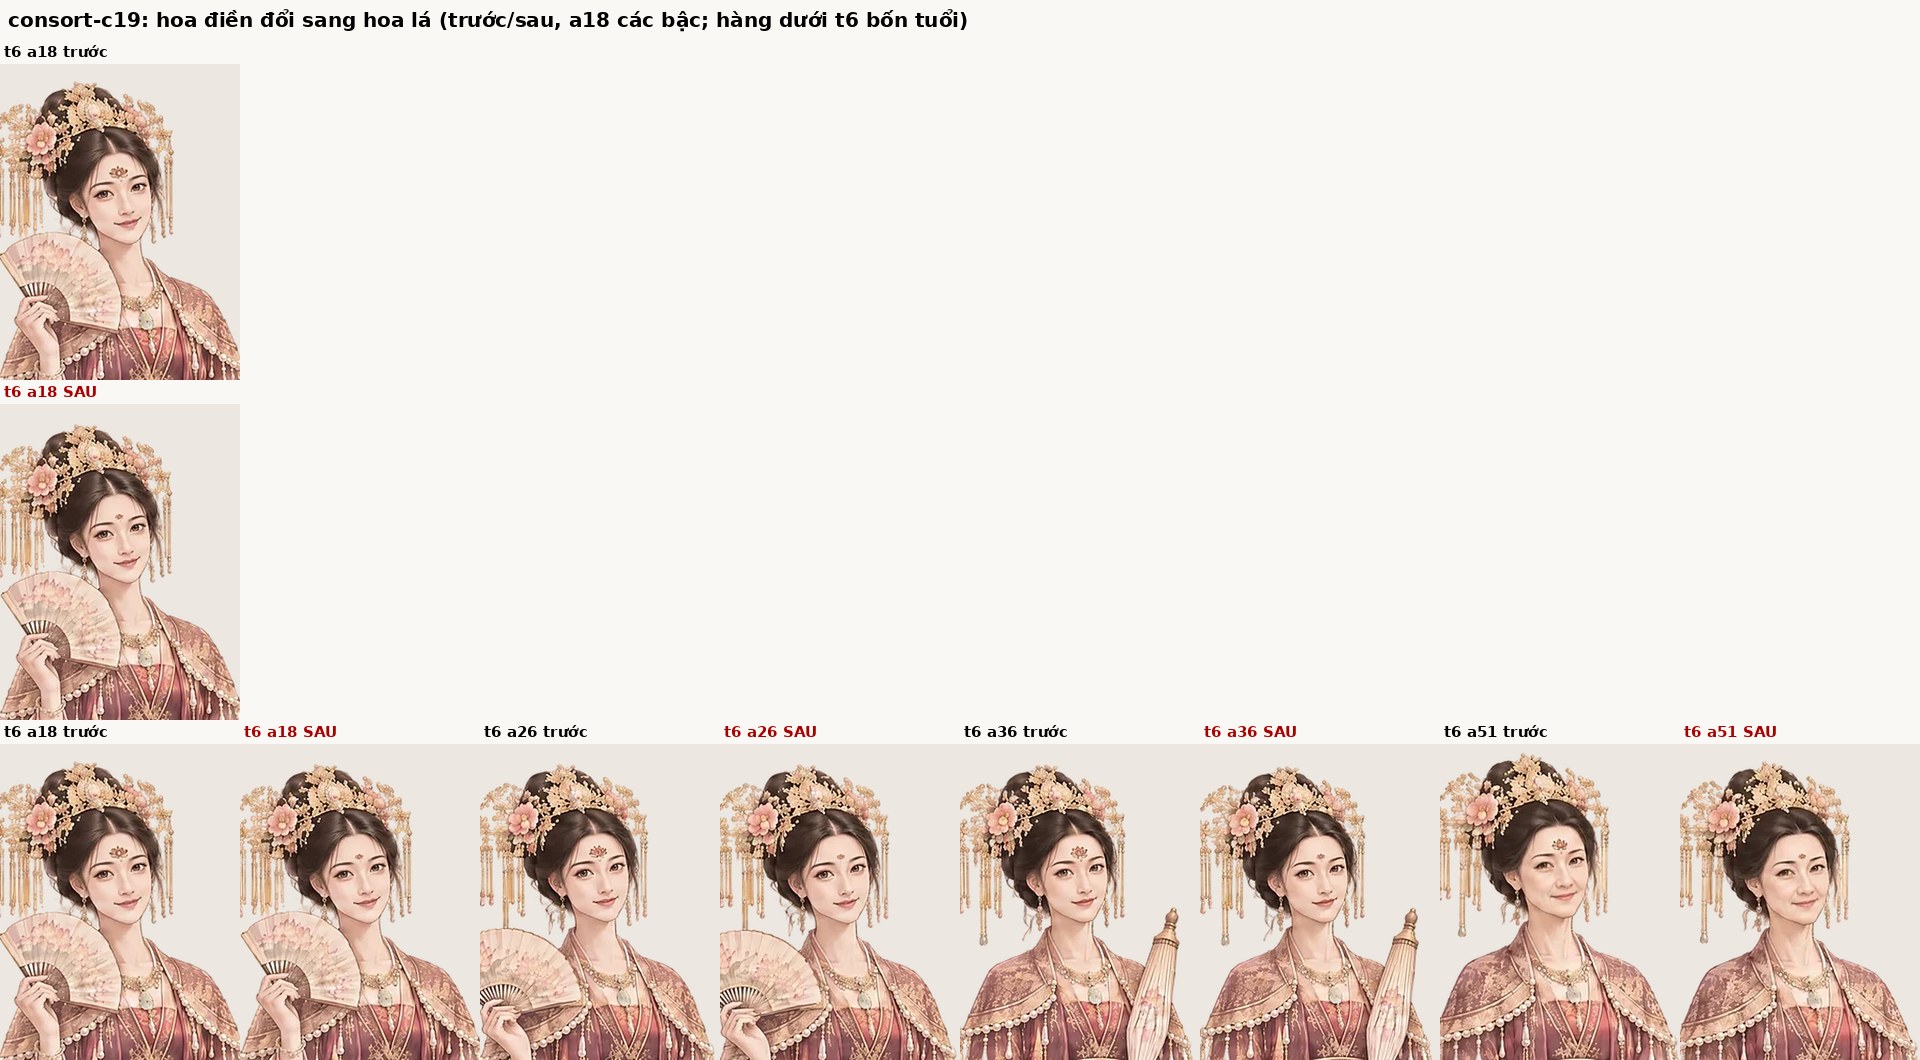 consort-c19: hoa điền đổi sang hoa lá (trước/sau, a18 các bậc; hàng dưới t6 bốn tuổi)
t6 a18 trước
t6 a18 SAU
t6 a18 trước
t6 a18 SAU
t6 a26 trước
t6 a26 SAU
t6 a36 trước
t6 a36 SAU
t6 a51 trước
t6 a51 SAU